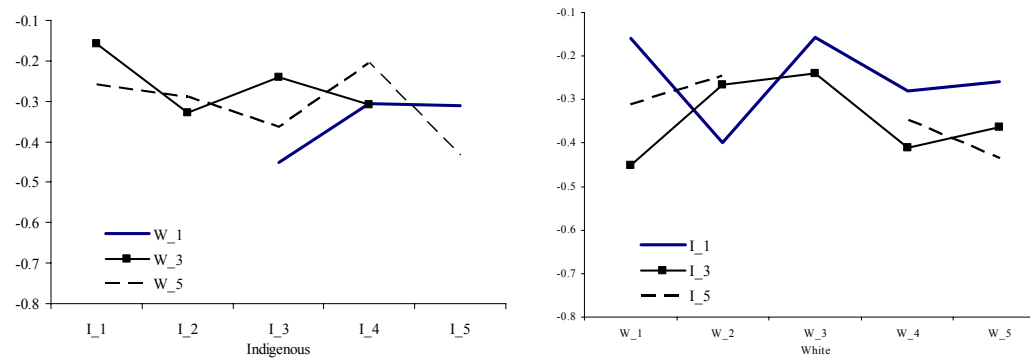 -0.1
-0.2
-0.3
-0.4
-0.5
-0.6
-0.7
-0.8
W_1
W_3
W_5
I_1 I_2 I_3 I_4 I_5
Indigenous
-0.1
-0.2
-0.3
-0.4
-0.5
-0.6
-0.7
-0.8
I_1
I_3
I_5
W_1 W_2 W_3 W_4 W_5
White